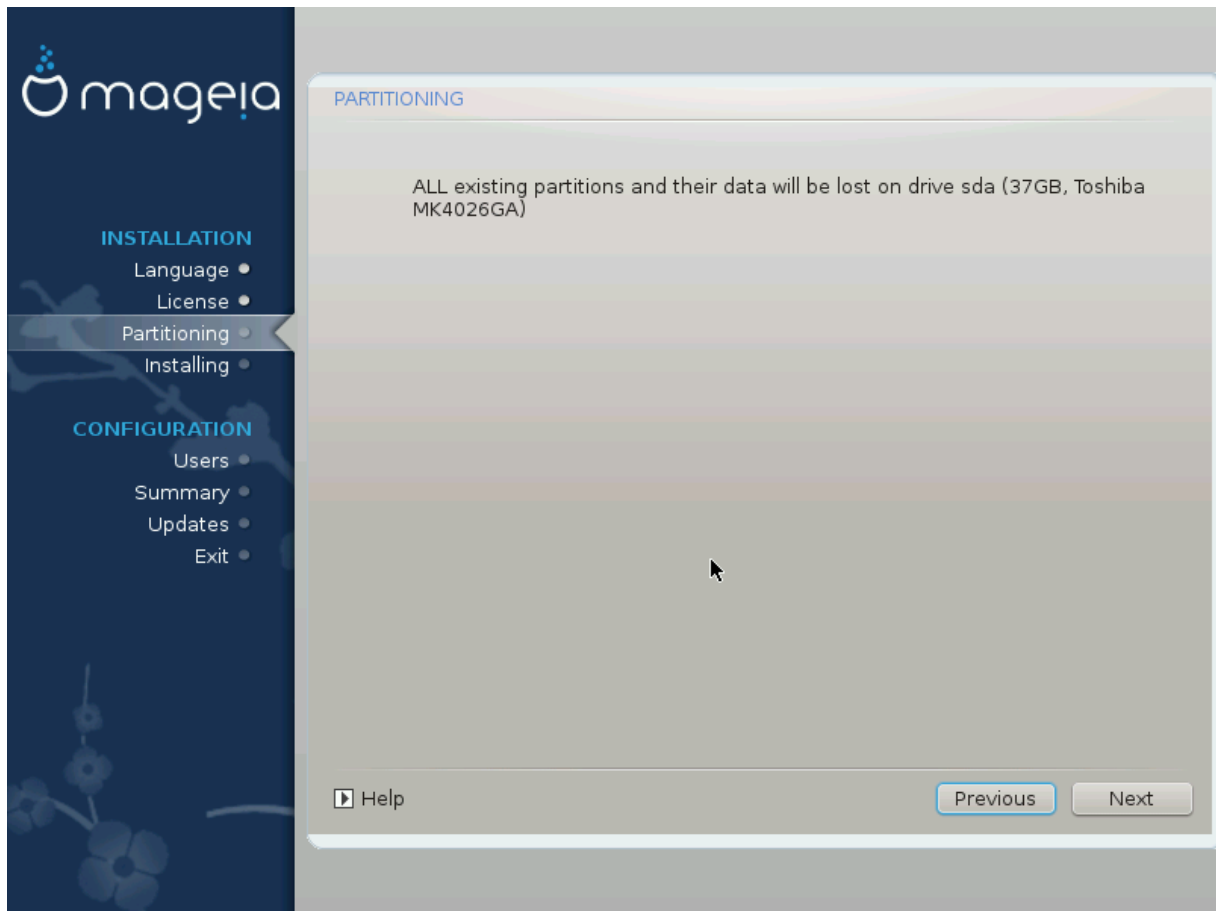 mageia
INSTALLATION
Language
License
Partitioning
Installing
CONFIGURATION
Users
Summary
Updates
Exit
PARTITIONING
ALL existing partitions and their data will be lost on drive sda (37GB, Toshiba
MK4026GA)
Help
Previous
Next